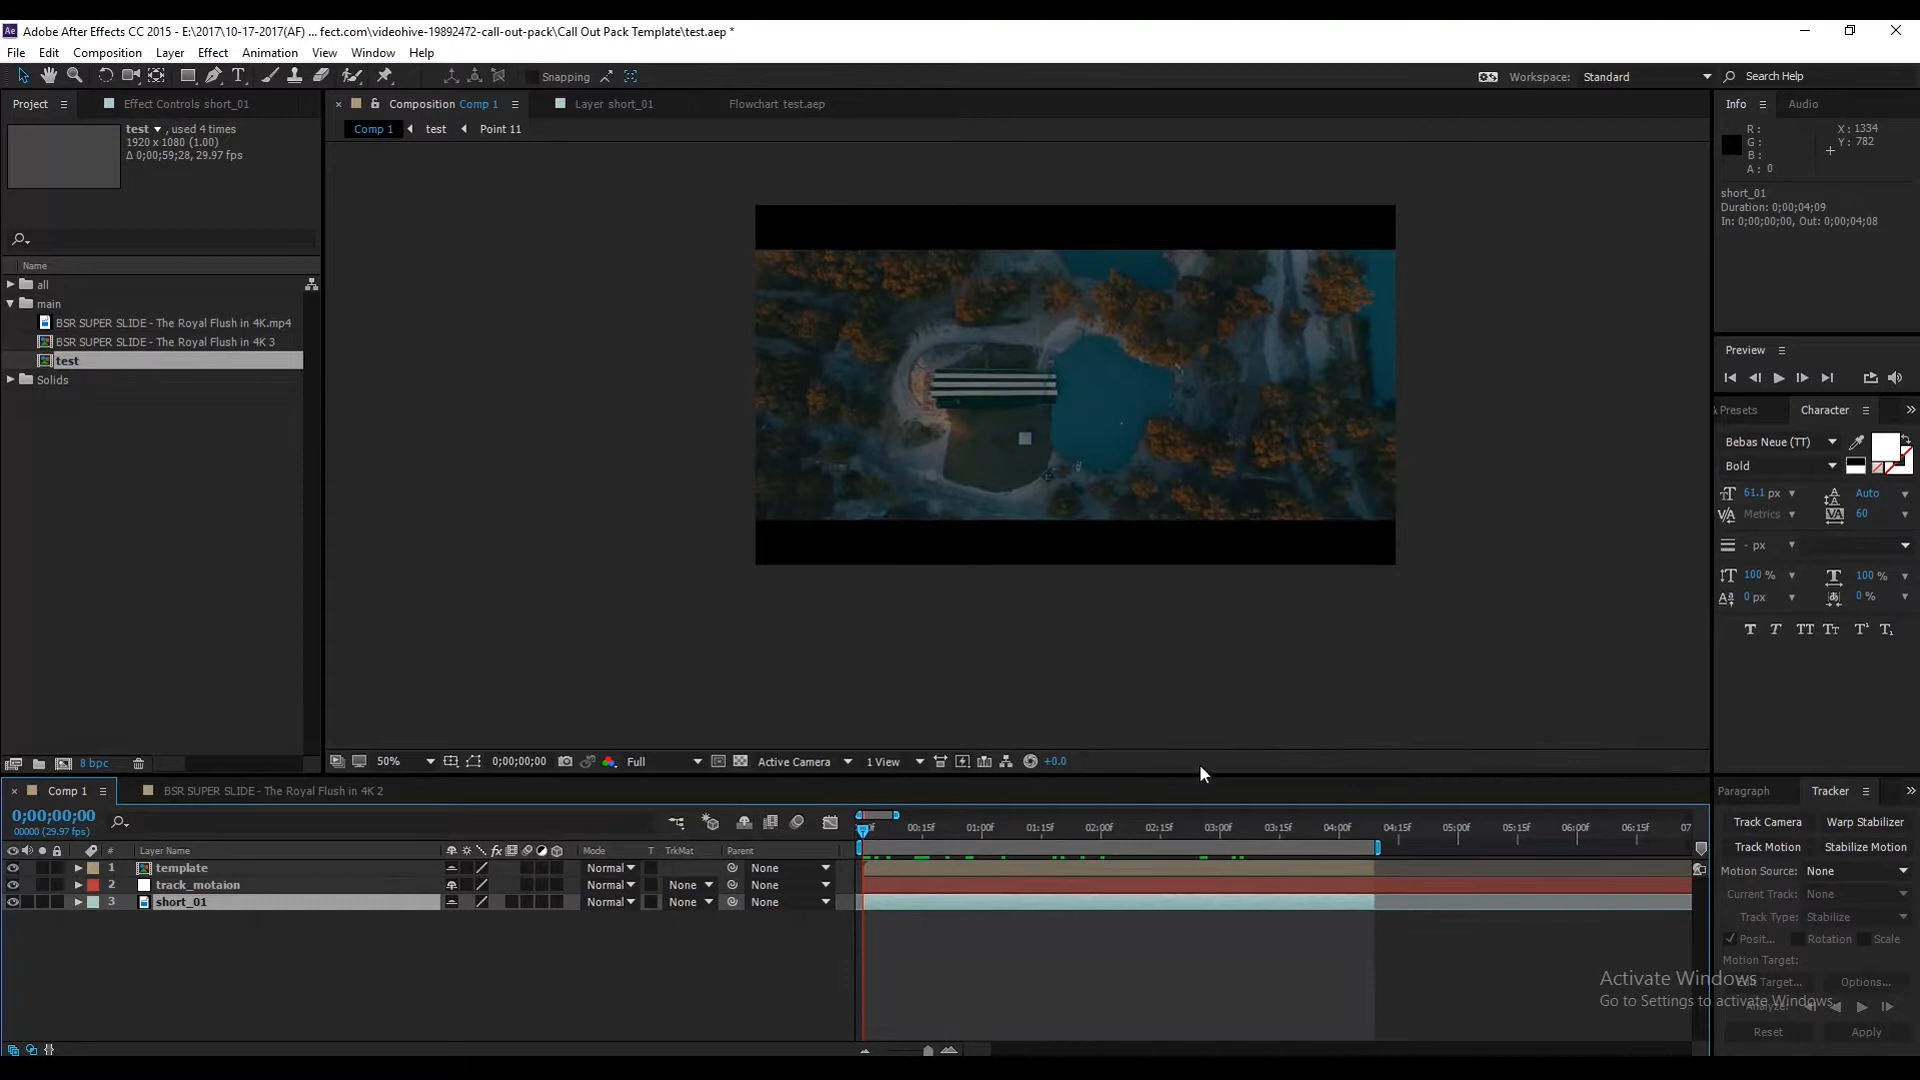 Adobe After Effects CC 2015 - E:\2017\10-17-2017(AF) ... fect.com\videohive-19892472-call-out-pack\Call Out Pack Template\test.aep *
File Edit Composition Layer Effect Animation View Window Help
Snapping
Workspace: Standard
Search Help
Project
Effect Controls short_01
Composition Comp 1
Layer short_01
Flowchart test.aep
Info
Audio
Comp 1
test
Point 11
test , used 4 times
1920 x 1080 (1.00)
Δ 0;00;59;28, 29.97 fps
R:
G:
B:
A: 0
X: 1334
Y: 782
short_01
Duration: 0;00;04;09
In: 0;00;00;00, Out: 0;00;04;08
Name
all
main
BSR SUPER SLIDE - The Royal Flush in 4K.mp4
BSR SUPER SLIDE - The Royal Flush in 4K 3
test
Solids
Preview
& Presets
Character
Bebas Neue (TT)
Bold
61.1 px
Auto
Metrics
60
- px
100 %
100 %
0 px
0 %
T T TT Tт T¹ T₁
8 bpc
50%
0;00;00;00
Full
Active Camera
1 View
+0.0
Comp 1
BSR SUPER SLIDE - The Royal Flush in 4K 2
Paragraph
Tracker
0;00;00;00
00000 (29.97 fps)
00:15f 01:00f 01:15f 02:00f 02:15f 03:00f 03:15f 04:00f 04:15f 05:00f 05:15f 06:00f 06:15f 07
Track Camera
Warp Stabilizer
Track Motion
Stabilize Motion
# Layer Name
Mode
T TrkMat
Parent
1 template Normal None
2 track_motaion Normal None None
3 short_01 Normal None None
Motion Source: None
Current Track: None
Track Type: Stabilize
Posit... Rotation Scale
Motion Target:
Edit Target...
Options...
Analyze:
Reset
Apply
Activate Windows
Go to Settings to activate Windows.